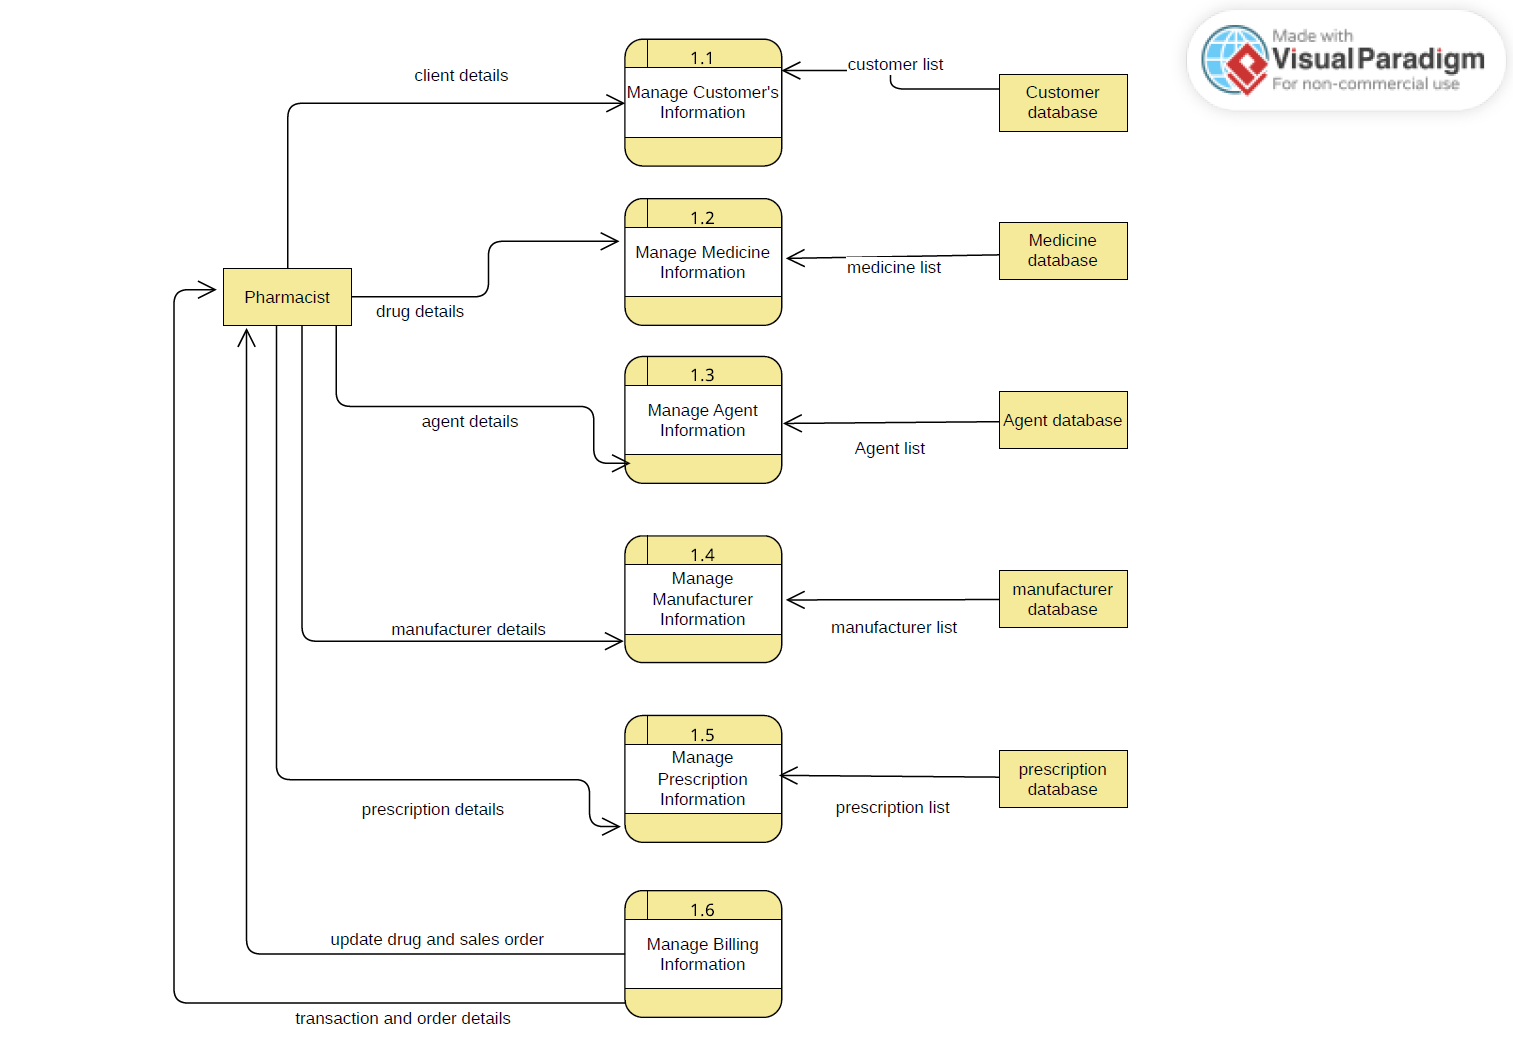 Made with
Visual Paradigm
For non-commercial use
client details
1.1
Manage Customer's
Information
customer list
Customer
database
1.2
Manage Medicine
Information
medicine list
Medicine
database
Pharmacist
drug details
1.3
Manage Agent
Information
agent details
Agent list
Agent database
1.4
Manage
Manufacturer
Information
manufacturer details
manufacturer list
manufacturer
database
1.5
Manage
Prescription
Information
prescription details
prescription list
prescription
database
1.6
Manage Billing
Information
update drug and sales order
transaction and order details